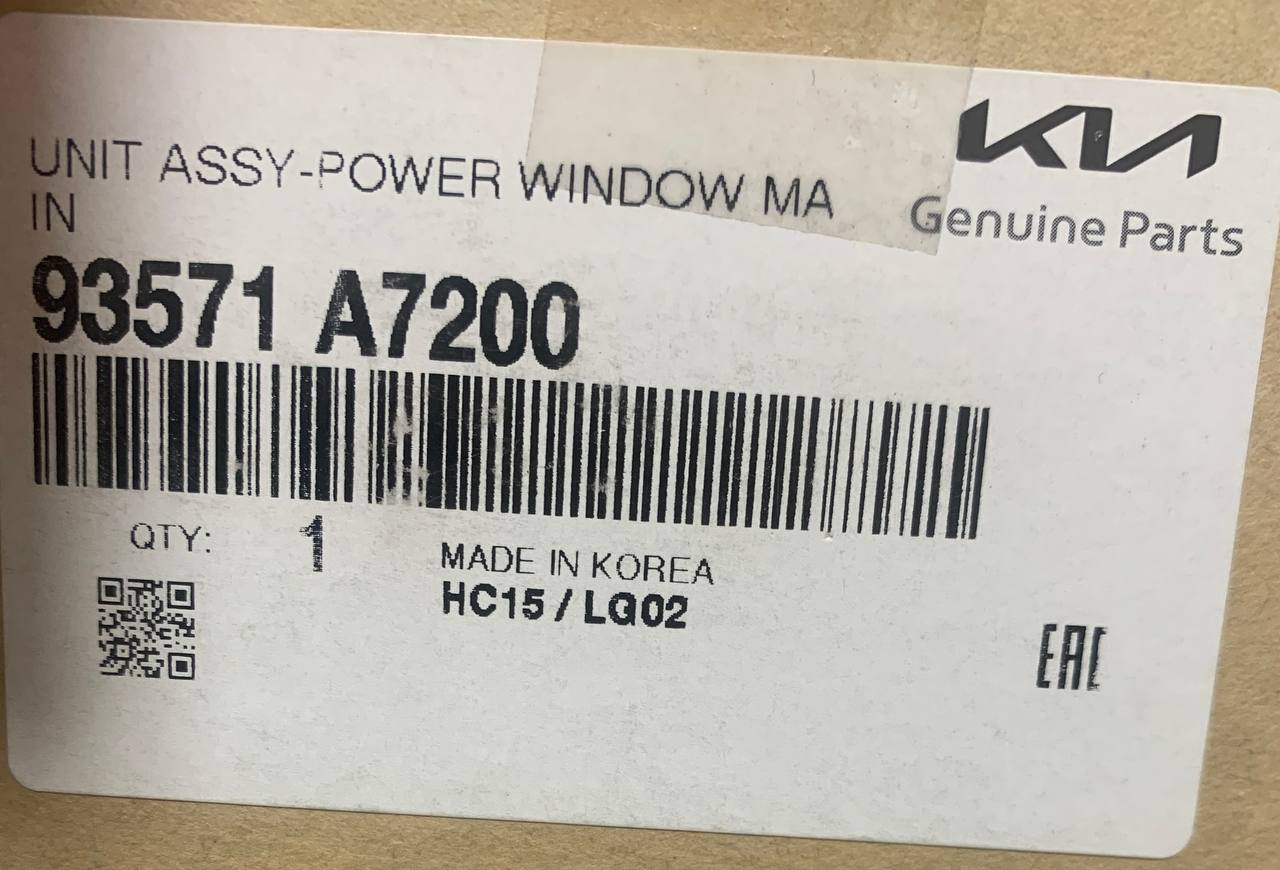 KIA
Genuine Parts
UNIT ASSY-POWER WINDOW MA
IN
93571 A7200
QTY: 1
MADE IN KOREA
HC15 / LG02
EAC